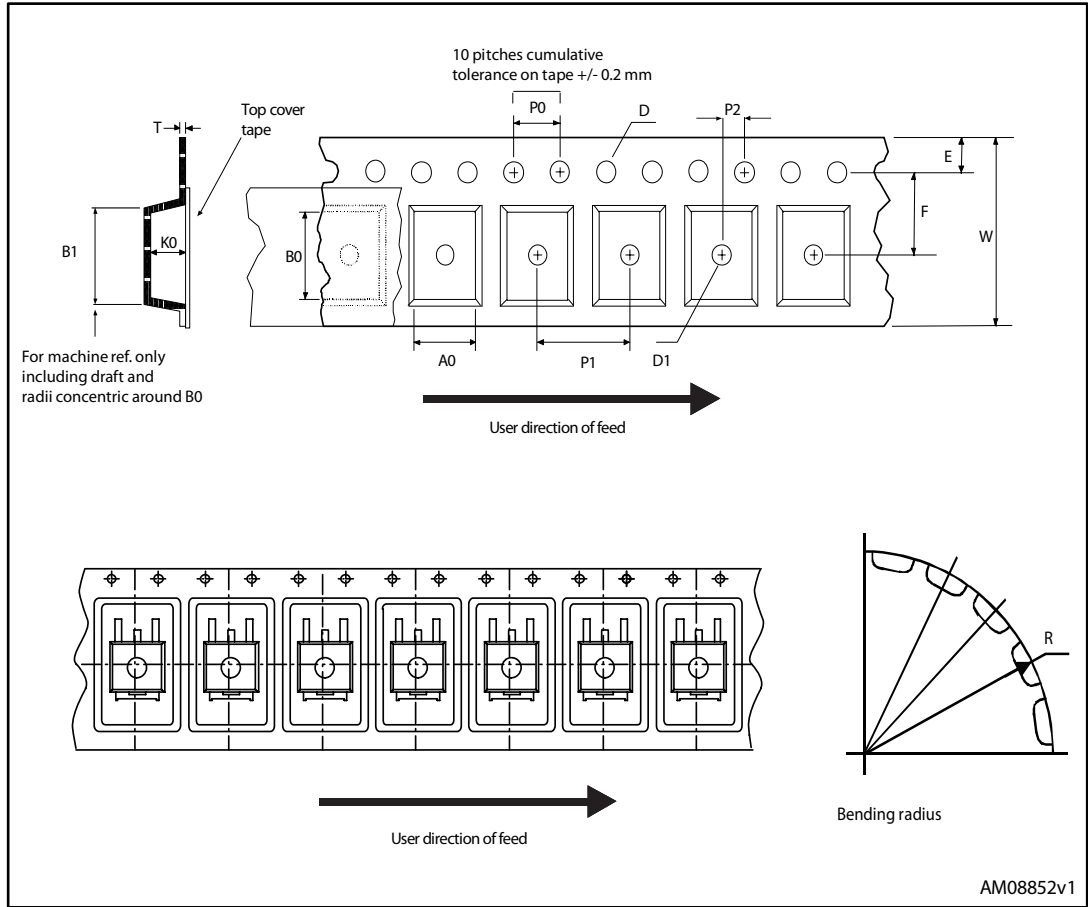 10 pitches cumulative
tolerance on tape +/- 0.2 mm
P0
D
P2
T
Top cover
tape
E
F
W
B1
K0
B0
For machine ref. only
including draft and
radii concentric around B0
A0
P1
D1
User direction of feed
R
User direction of feed
Bending radius
AM08852v1